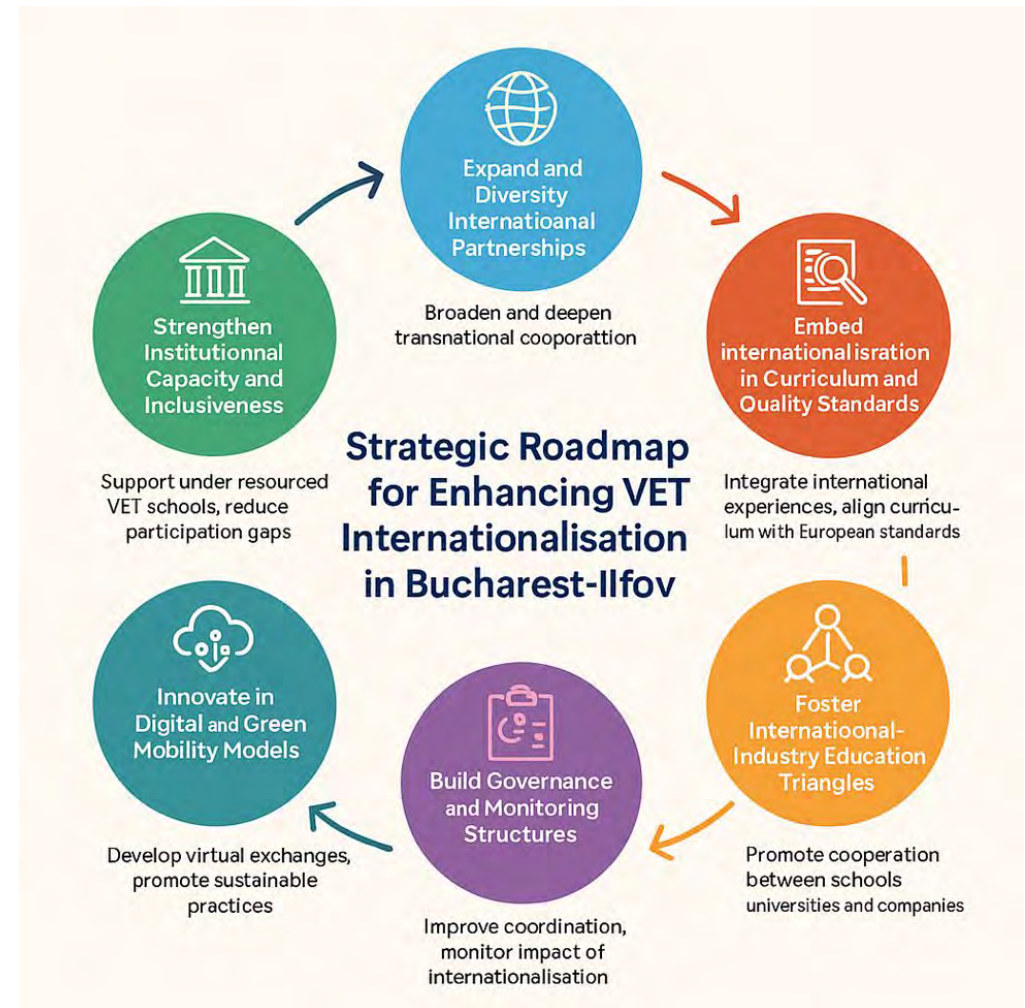 Expand and
Diversity
Internatioanal
Partnerships
Broaden and deepen
transnational cooporattion
Embed
internationalisration
in Curriculum and
Quality Standards
Integrate international
experiences, align curricu-
lum with European standards
Foster
Internatioonal-
Industry Education
Triangles
Promote cooperation
between schools
universities and companies
Build Governance
and Monitoring
Structures
Improve coordination,
monitor impact of
internationalisation
Innovate in
Digital and Green
Mobility Models
Develop virtual exchanges,
promote sustainable
practices
Strengthen
Institutionnal
Capacity and
Inclusiveness
Support under resourced
VET schools, reduce
participation gaps
Strategic Roadmap
for Enhancing VET
Internationalisation
in Bucharest-Ilfov